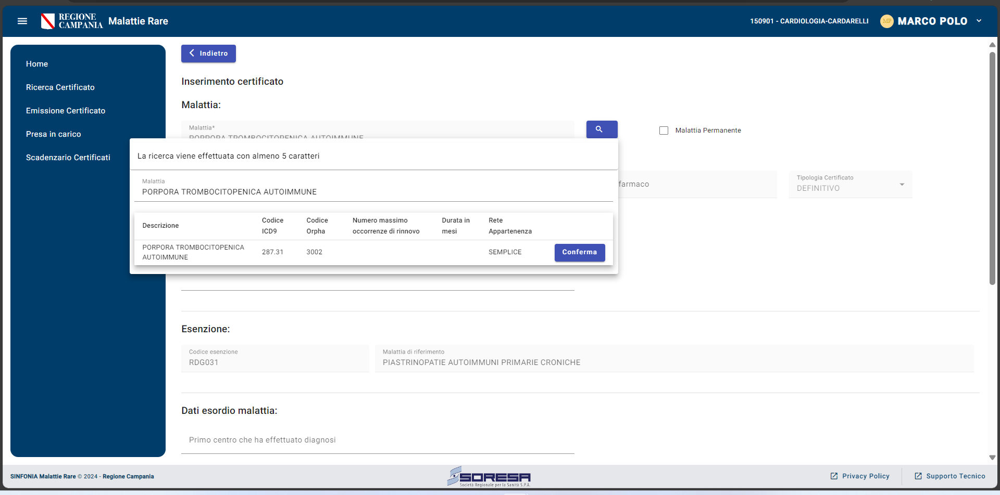 REGIONE
CAMPANIA
Malattie Rare
150901 - CARDIOLOGIA-CARDARELLI
MP
MARCO POLO
Home
Ricerca Certificato
Emissione Certificato
Presa in carico
Scadenzario Certificati
Indietro
Inserimento certificato
Malattia:
Malattia*
PORPORA TROMBOCITOPENICA AUTOIMMUNE
Malattia Permanente
La ricerca viene effettuata con almeno 5 caratteri
farmaco
Tipologia Certificato
DEFINITIVO
Malattia
PORPORA TROMBOCITOPENICA AUTOIMMUNE
Descrizione
Codice ICD9
Codice Orpha
Numero massimo occorrenze di rinnovo
Durata in mesi
Rete Appartenenza
PORPORA TROMBOCITOPENICA AUTOIMMUNE
287.31
3002
SEMPLICE
Conferma
Esenzione:
Codice esenzione
RDG031
Malattia di riferimento
PIASTRINOPATIE AUTOIMMUNI PRIMARIE CRONICHE
Dati esordio malattia:
Primo centro che ha effettuato diagnosi
SINFONIA Malattie Rare © 2024 - Regione Campania
SORESA
Società Regionale per la Sanità S.P.A.
Privacy Policy
Supporto Tecnico